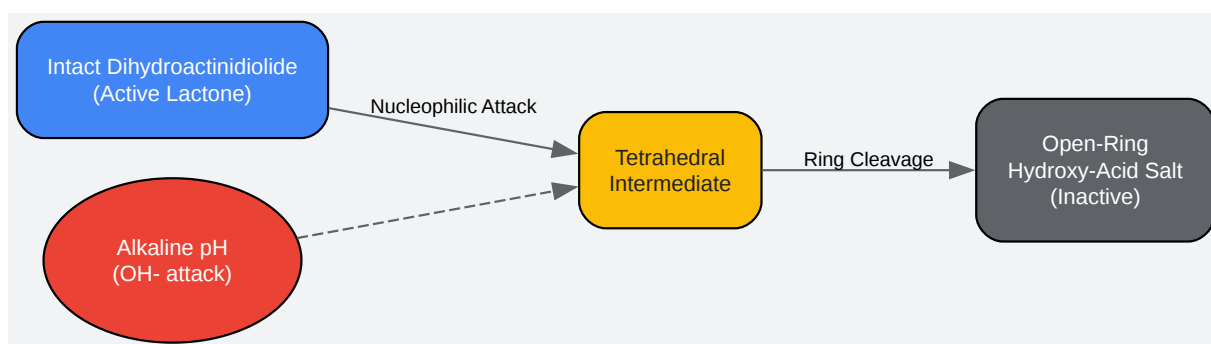 Intact Dihydroactinidiolide
(Active Lactone)
Nucleophilic Attack
Alkaline pH
(OH- attack)
Tetrahedral
Intermediate
Ring Cleavage
Open-Ring
Hydroxy-Acid Salt
(Inactive)